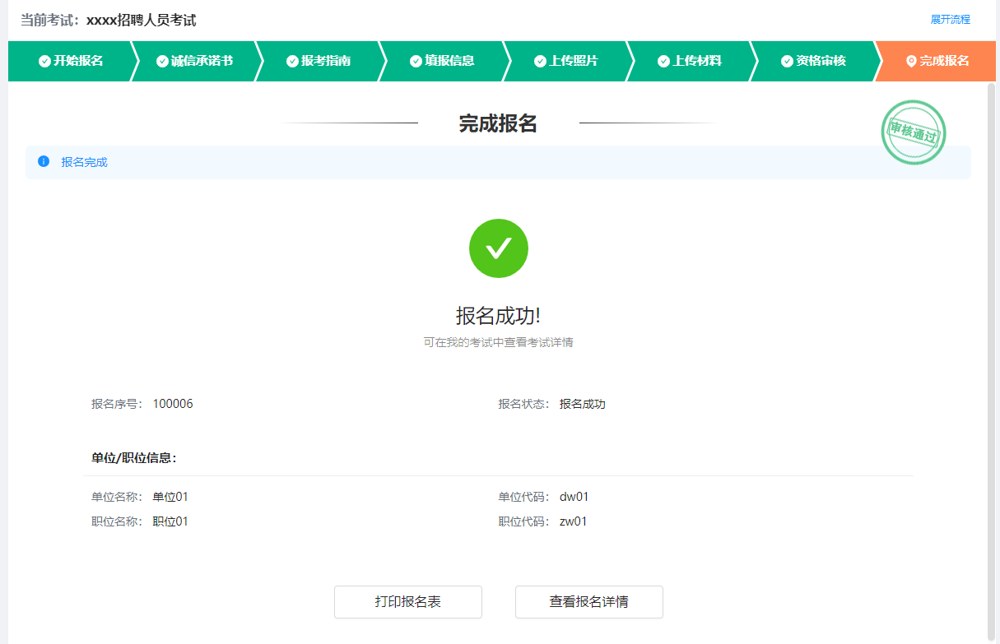 当前考试：xxxx招聘人员考试 展开流程
开始报名 诚信承诺书 报考指南 填报信息 上传照片 上传材料 资格审核 完成报名
完成报名
审核通过
报名完成
报名成功!
可在我的考试中查看考试详情
报名序号： 100006 报名状态： 报名成功
单位/职位信息：
单位名称： 单位01 单位代码： dw01
职位名称： 职位01 职位代码： zw01
打印报名表 查看报名详情